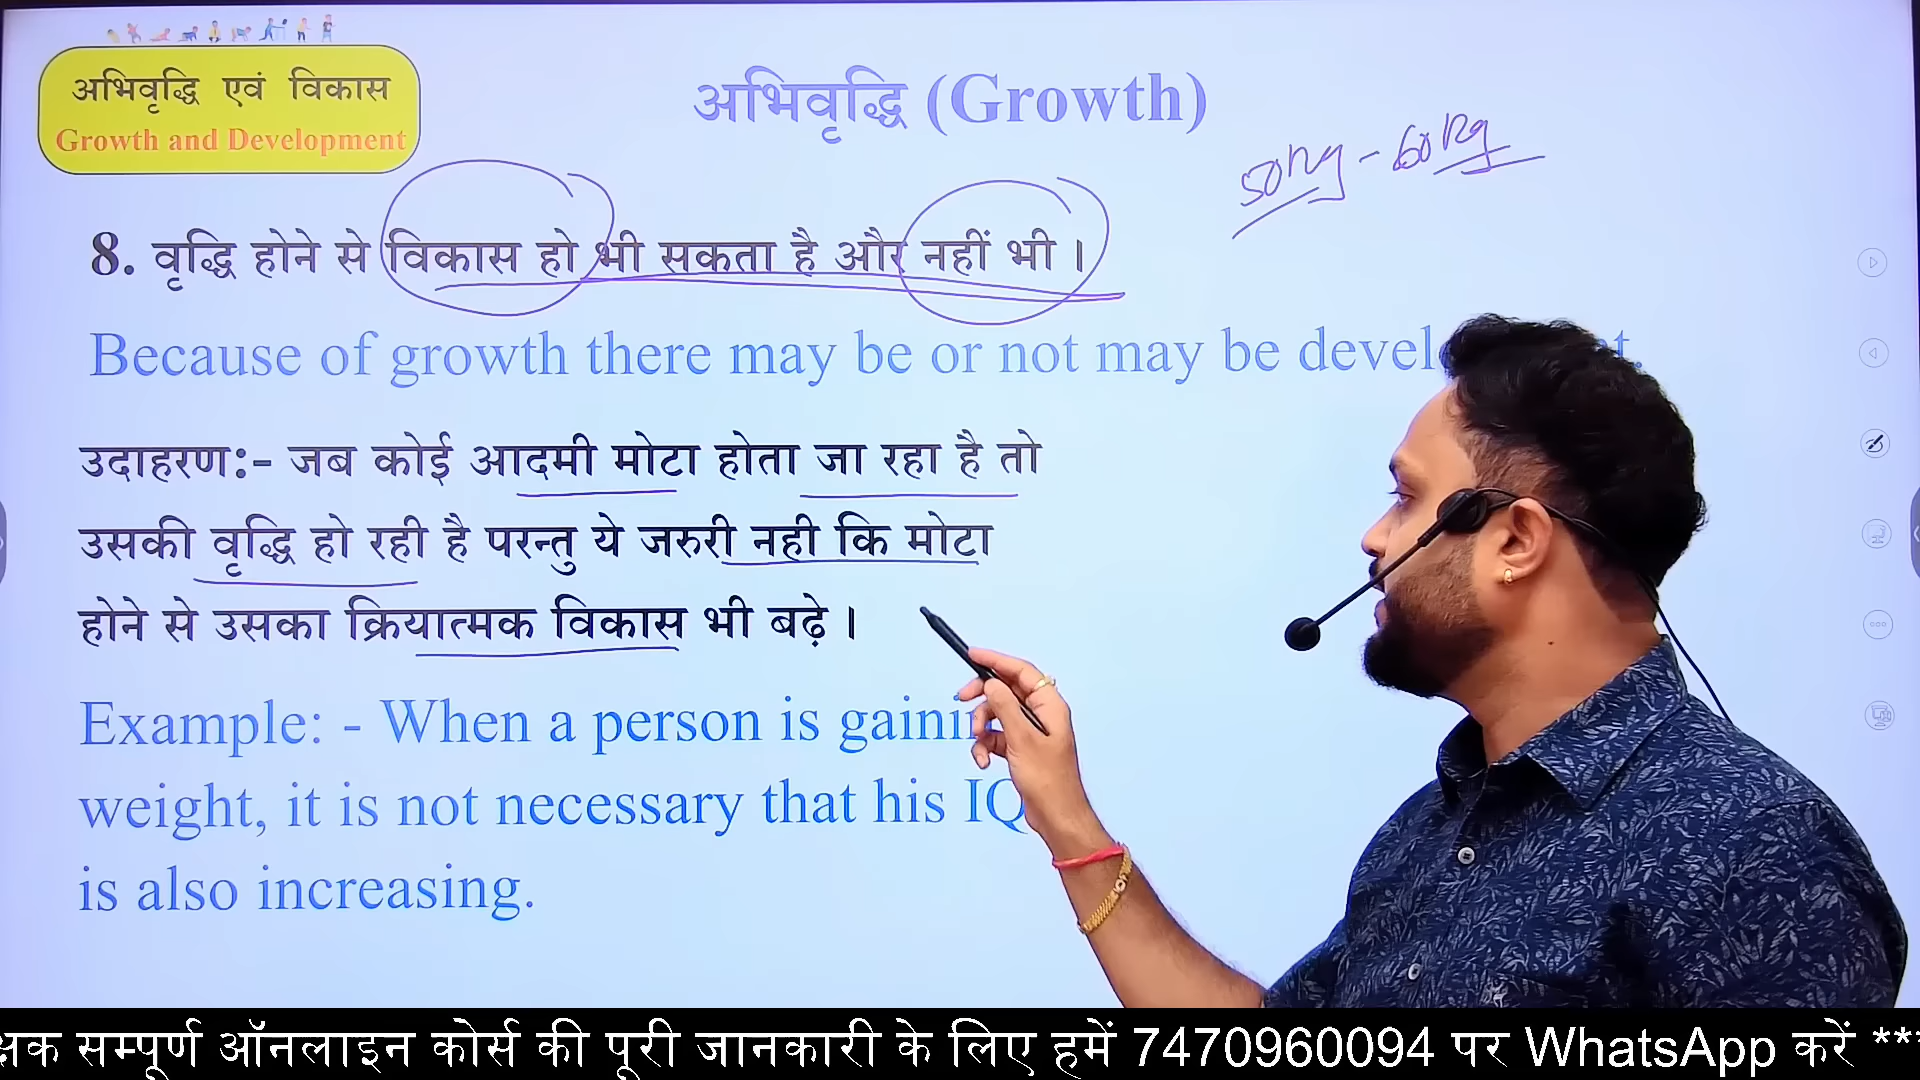 अभिवृद्धि एवं विकास
Growth and Development
अभिवृद्धि (Growth)
50Kg - 60Kg
8. वृद्धि होने से विकास हो भी सकता है और नहीं भी ।
Because of growth there may be or not may be
उदाहरण:- जब कोई आदमी मोटा होता जा रहा है तो
उसकी वृद्धि हो रही है परन्तु ये जरुरी नही कि मोटा
होने से उसका क्रियात्मक विकास भी बढ़े ।
Example: - When a person is
weight, it is not necessary that his IQ
is also increasing.
सम्पूर्ण ऑनलाइन कोर्स की पूरी जानकारी के लिए हमें 7470960094 पर WhatsApp करें ***